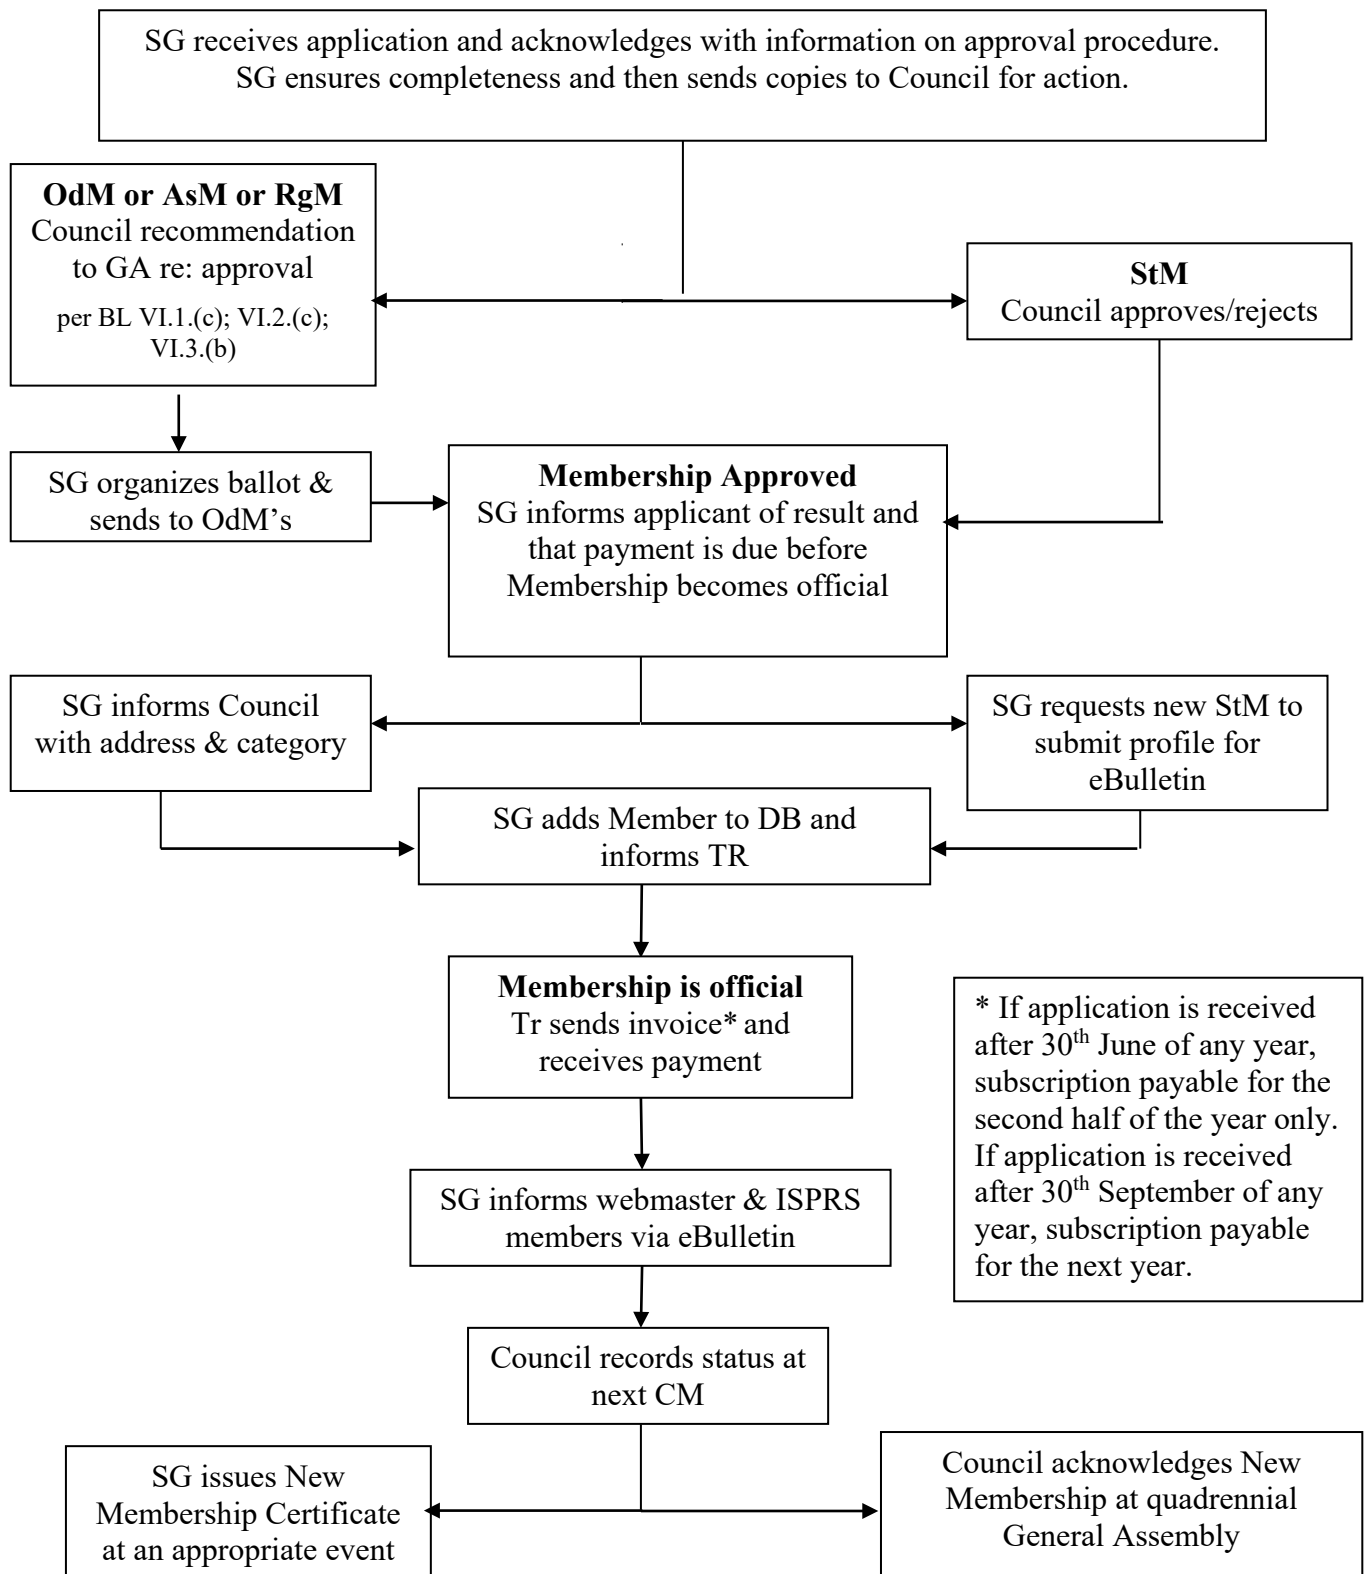 SG receives application and acknowledges with information on approval procedure.
SG ensures completeness and then sends copies to Council for action.
OdM or AsM or RgM
Council recommendation
to GA re: approval
per BL VI.1.(c); VI.2.(c);
VI.3.(b)
StM
Council approves/rejects
SG organizes ballot &
sends to OdM’s
Membership Approved
SG informs applicant of result and
that payment is due before
Membership becomes official
SG informs Council
with address & category
SG requests new StM to
submit profile for
eBulletin
SG adds Member to DB and
informs TR
Membership is official
Tr sends invoice* and
receives payment
* If application is received
after 30th June of any year,
subscription payable for the
second half of the year only.
If application is received
after 30th September of any
year, subscription payable
for the next year.
SG informs webmaster & ISPRS
members via eBulletin
Council records status at
next CM
SG issues New
Membership Certificate
at an appropriate event
Council acknowledges New
Membership at quadrennial
General Assembly